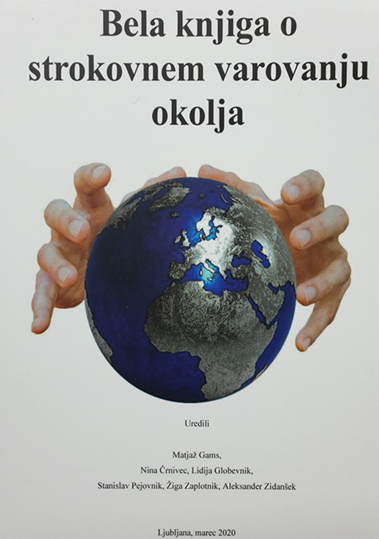 Bela knjiga o
strokovnem varovanju
okolja
Uredili
Matjaž Gams,
Nina Črnivec, Lidija Globevnik,
Stanislav Pejovnik, Žiga Zaplotnik, Aleksander Zidanšek
Ljubljana, marec 2020